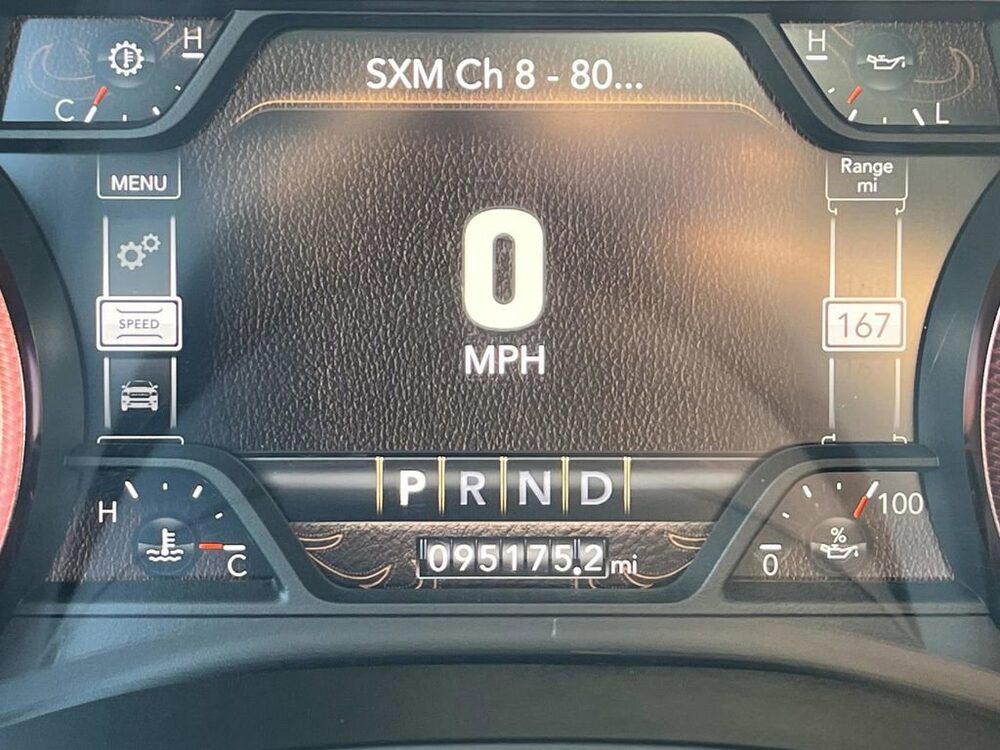 H
C
SXM Ch 8 - 80...
H
L
MENU
Range
mi
SPEED
167
0
MPH
P R N D
H
C
095175.2 mi
%
0
100